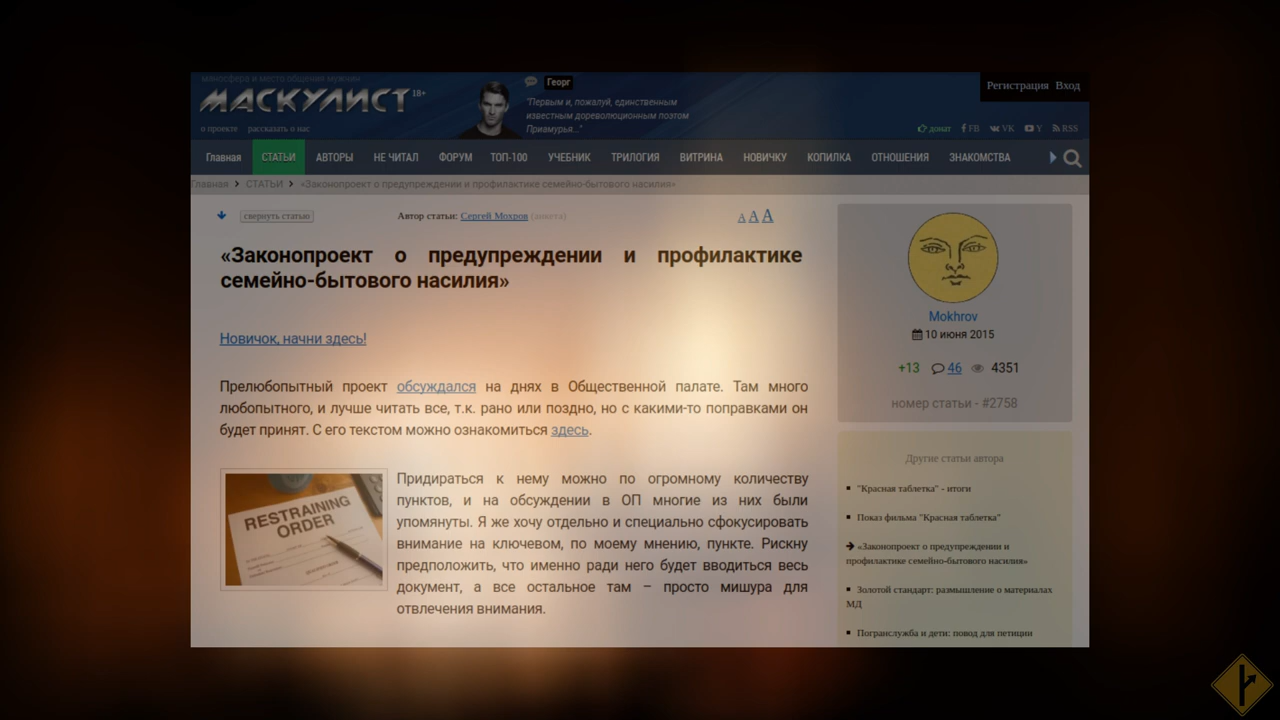 маносфера и место общения мужчин
МАСКУЛИСТ 18+
о проекте рассказать о нас
Георг
"Первым и, пожалуй, единственным
известным дореволюционным поэтом
Приамурья..."
Регистрация Вход
донат FB VK Y RSS
Главная СТАТЬИ АВТОРЫ НЕ ЧИТАЛ ФОРУМ ТОП-100 УЧЕБНИК ТРИЛОГИЯ ВИТРИНА НОВИЧКУ КОПИЛКА ОТНОШЕНИЯ ЗНАКОМСТВА
Главная СТАТЬИ «Законопроект о предупреждении и профилактике семейно-бытового насилия»
свернуть статью Автор статьи: Сергей Мохров (анкета) A A A
«Законопроект о предупреждении и профилактике
семейно-бытового насилия»
Новичок, начни здесь!
Прелюбопытный проект обсуждался на днях в Общественной палате. Там много
любопытного, и лучше читать все, т.к. рано или поздно, но с какими-то поправками он
будет принят. С его текстом можно ознакомиться здесь.
RESTRAINING
ORDER
Придираться к нему можно по огромному количеству
пунктов, и на обсуждении в ОП многие из них были
упомянуты. Я же хочу отдельно и специально сфокусировать
внимание на ключевом, по моему мнению, пункте. Рискну
предположить, что именно ради него будет вводиться весь
документ, а все остальное там – просто мишура для
отвлечения внимания.
Mokhrov
10 июня 2015
+13 46 4351
номер статьи - #2758
Другие статьи автора
"Красная таблетка" - итоги
Показ фильма "Красная таблетка"
«Законопроект о предупреждении и
профилактике семейно-бытового насилия»
Золотой стандарт: размышление о материалах
МД
Погранслужба и дети: повод для петиции